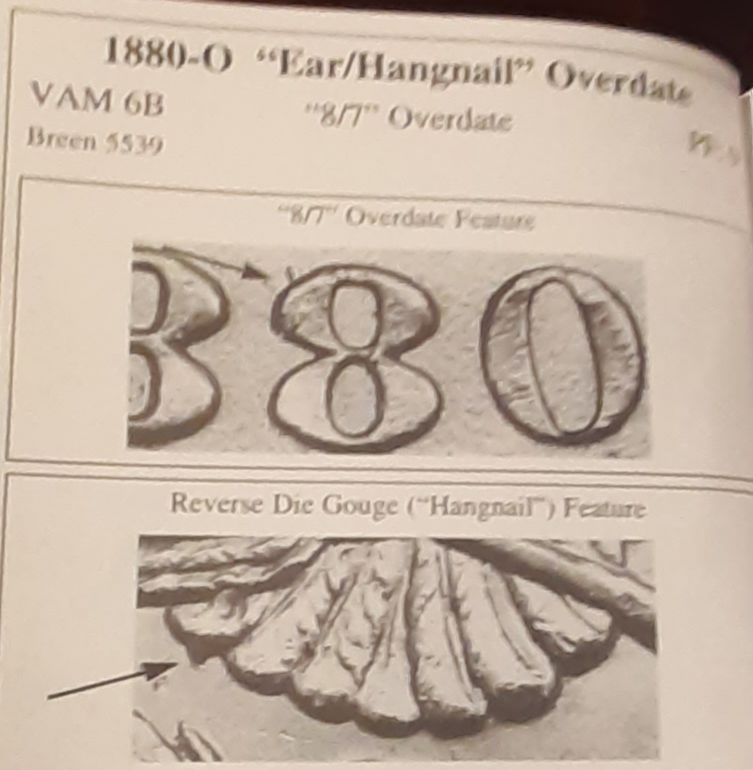 1880-O “Ear/Hangnail” Overdate
VAM 6B
“8/7” Overdate
Breen 5539
“8/7” Overdate Feature
880
Reverse Die Gouge (“Hangnail”) Feature